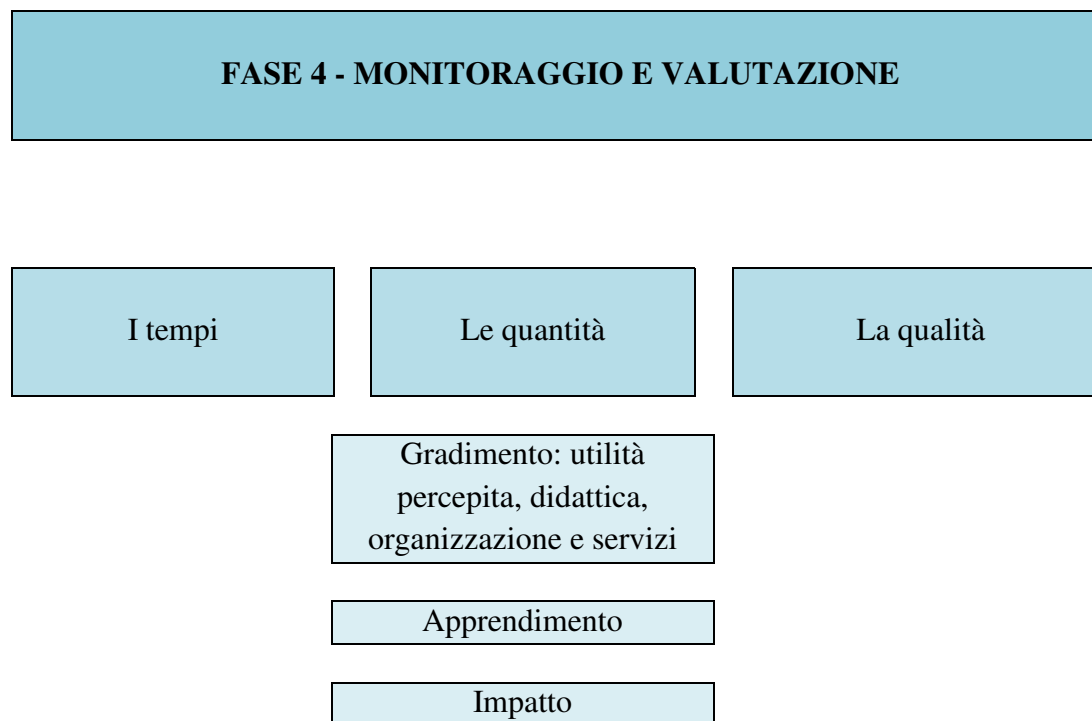 FASE 4 - MONITORAGGIO E VALUTAZIONE
I tempi
Le quantità
La qualità
Gradimento: utilità
percepita, didattica,
organizzazione e servizi
Apprendimento
Impatto